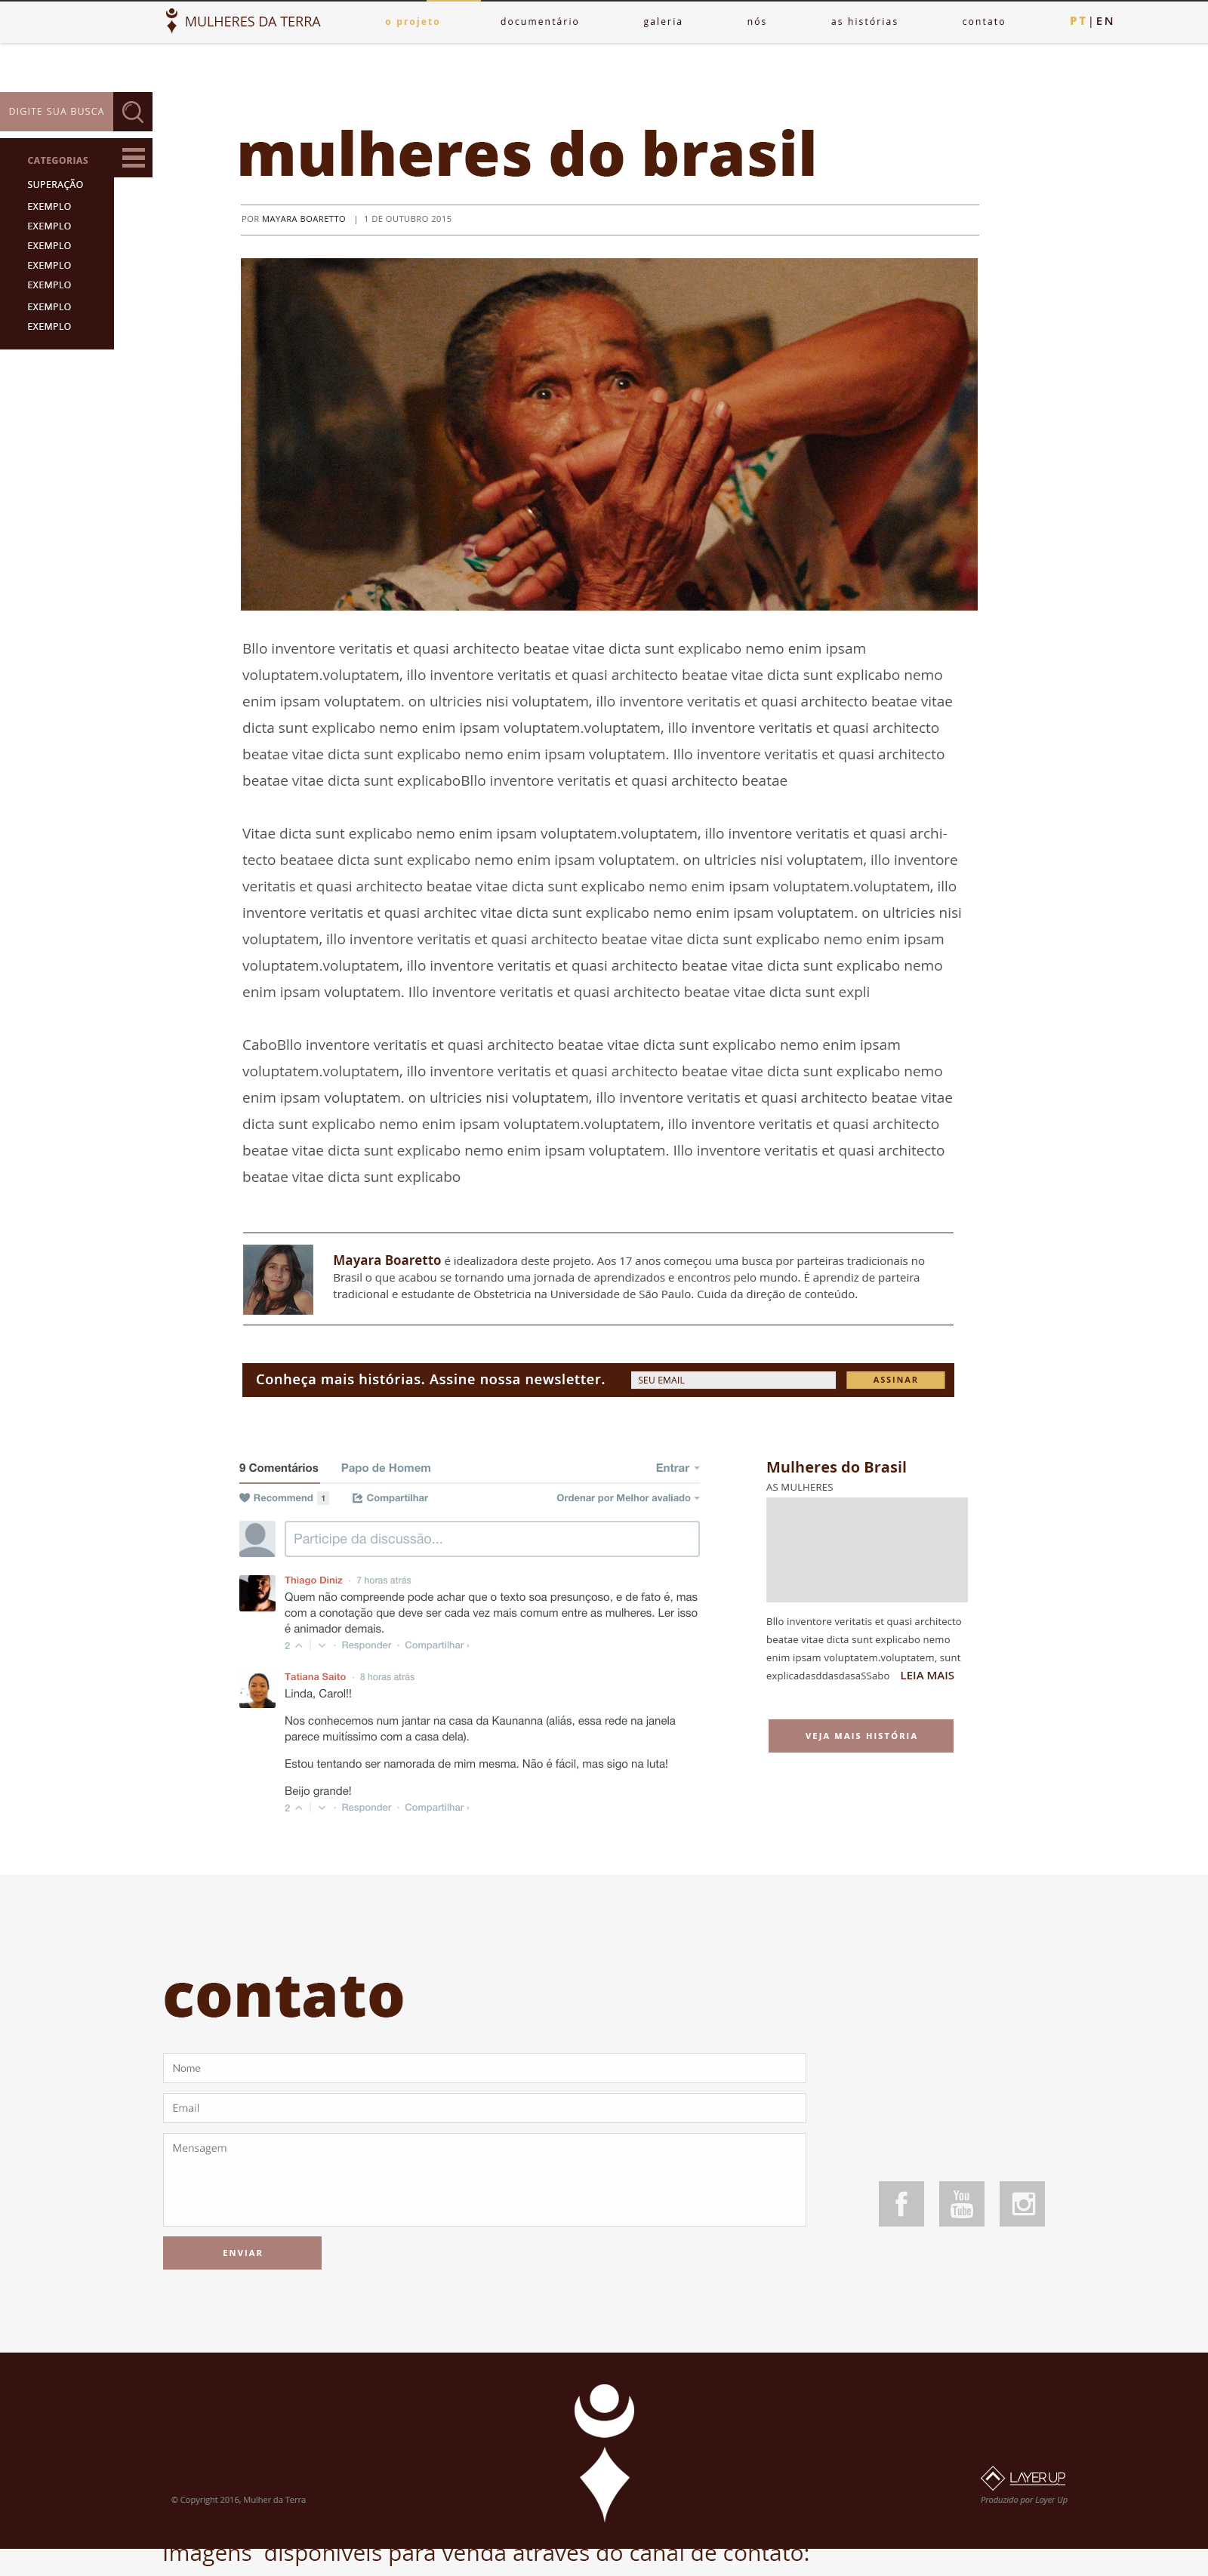 MULHERES DA TERRA
o projeto
documentário
galeria
nós
as histórias
contato
PT|EN
DIGITE SUA BUSCA
CATEGORIAS
SUPERAÇÃO
EXEMPLO
EXEMPLO
EXEMPLO
EXEMPLO
EXEMPLO
EXEMPLO
EXEMPLO
mulheres do brasil
POR MAYARA BOARETTO | 1 DE OUTUBRO 2015
Bllo inventore veritatis et quasi architecto beatae vitae dicta sunt explicabo nemo enim ipsam
voluptatem.voluptatem, illo inventore veritatis et quasi architecto beatae vitae dicta sunt explicabo nemo
enim ipsam voluptatem. on ultricies nisi voluptatem, illo inventore veritatis et quasi architecto beatae vitae
dicta sunt explicabo nemo enim ipsam voluptatem.voluptatem, illo inventore veritatis et quasi architecto
beatae vitae dicta sunt explicabo nemo enim ipsam voluptatem. Illo inventore veritatis et quasi architecto
beatae vitae dicta sunt explicaboBllo inventore veritatis et quasi architecto beatae
Vitae dicta sunt explicabo nemo enim ipsam voluptatem.voluptatem, illo inventore veritatis et quasi archi-
tecto beataee dicta sunt explicabo nemo enim ipsam voluptatem. on ultricies nisi voluptatem, illo inventore
veritatis et quasi architecto beatae vitae dicta sunt explicabo nemo enim ipsam voluptatem.voluptatem, illo
inventore veritatis et quasi architec vitae dicta sunt explicabo nemo enim ipsam voluptatem. on ultricies nisi
voluptatem, illo inventore veritatis et quasi architecto beatae vitae dicta sunt explicabo nemo enim ipsam
voluptatem.voluptatem, illo inventore veritatis et quasi architecto beatae vitae dicta sunt explicabo nemo
enim ipsam voluptatem. Illo inventore veritatis et quasi architecto beatae vitae dicta sunt expli
CaboBllo inventore veritatis et quasi architecto beatae vitae dicta sunt explicabo nemo enim ipsam
voluptatem.voluptatem, illo inventore veritatis et quasi architecto beatae vitae dicta sunt explicabo nemo
enim ipsam voluptatem. on ultricies nisi voluptatem, illo inventore veritatis et quasi architecto beatae vitae
dicta sunt explicabo nemo enim ipsam voluptatem.voluptatem, illo inventore veritatis et quasi architecto
beatae vitae dicta sunt explicabo nemo enim ipsam voluptatem. Illo inventore veritatis et quasi architecto
beatae vitae dicta sunt explicabo
Mayara Boaretto é idealizadora deste projeto. Aos 17 anos começou uma busca por parteiras tradicionais no
Brasil o que acabou se tornando uma jornada de aprendizados e encontros pelo mundo. É aprendiz de parteira
tradicional e estudante de Obstetricia na Universidade de São Paulo. Cuida da direção de conteúdo.
Conheça mais histórias. Assine nossa newsletter.
SEU EMAIL
ASSINAR
9 Comentários
Papo de Homem
Entrar
Recommend 1
Compartilhar
Ordenar por Melhor avaliado
Participe da discussão...
Thiago Diniz · 7 horas atrás
Quem não compreende pode achar que o texto soa presunçoso, e de fato é, mas
com a conotação que deve ser cada vez mais comum entre as mulheres. Ler isso
é animador demais.
2 · Responder · Compartilhar ›
Tatiana Saito · 8 horas atrás
Linda, Carol!!
Nos conhecemos num jantar na casa da Kaunanna (aliás, essa rede na janela
parece muitíssimo com a casa dela).
Estou tentando ser namorada de mim mesma. Não é fácil, mas sigo na luta!
Beijo grande!
2 · Responder · Compartilhar ›
Mulheres do Brasil
AS MULHERES
Bllo inventore veritatis et quasi architecto
beatae vitae dicta sunt explicabo nemo
enim ipsam voluptatem.voluptatem, sunt
explicadasddasdasaSSabo LEIA MAIS
VEJA MAIS HISTÓRIA
contato
Nome
Email
Mensagem
ENVIAR
You
Tube
LAYER UP
© Copyright 2016, Mulher da Terra
Produzido por Layer Up
imagens disponíveis para venda através do canal de contato: